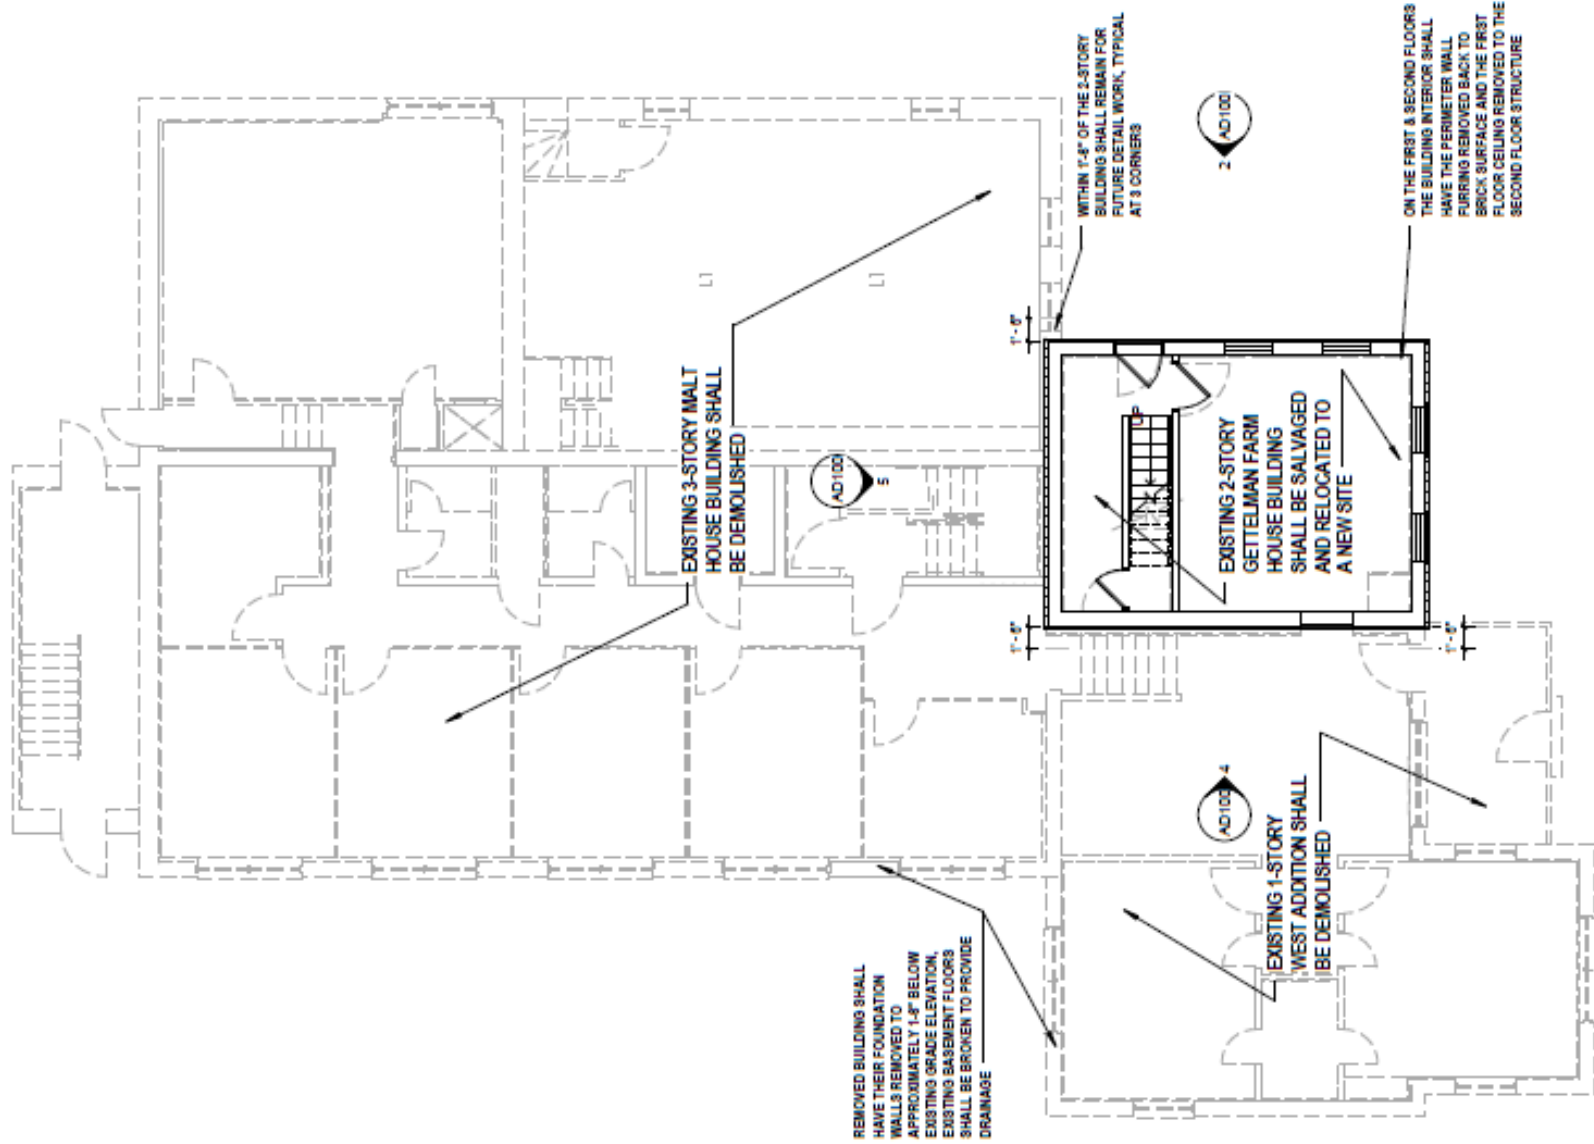 WITHIN 1'-6" OF THE 2-STORY
BUILDING SHALL REMAIN FOR
FUTURE DETAIL WORK, TYPICAL
AT 3 CORNERS
2
AD100
ON THE FIRST & SECOND FLOORS
THE BUILDING INTERIOR SHALL
HAVE THE PERIMETER WALL
FURRING REMOVED BACK TO
BRICK SURFACE AND THE FIRST
FLOOR CEILING REMOVED TO THE
SECOND FLOOR STRUCTURE
1'-6"
EXISTING 3-STORY MALT
HOUSE BUILDING SHALL
BE DEMOLISHED
AD100
5
UP
EXISTING 2-STORY
GETTELMAN FARM
HOUSE BUILDING
SHALL BE SALVAGED
AND RELOCATED TO
A NEW SITE
1'-6"
1'-6"
AD100
4
EXISTING 1-STORY
WEST ADDITION SHALL
BE DEMOLISHED
REMOVED BUILDING SHALL
HAVE THEIR FOUNDATION
WALLS REMOVED TO
APPROXIMATELY 1'-8" BELOW
EXISTING GRADE ELEVATION,
EXISTING BASEMENT FLOORS
SHALL BE BROKEN TO PROVIDE
DRAINAGE